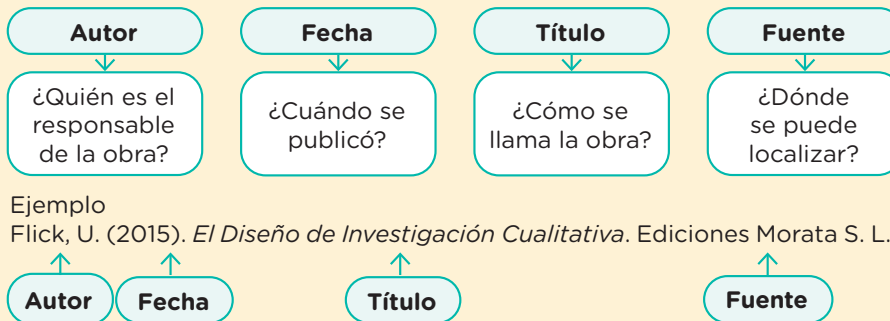 Autor Fecha Título Fuente
¿Quién es el
responsable
de la obra?
¿Cuándo se
publicó?
¿Cómo se
llama la obra?
¿Dónde
se puede
localizar?
Ejemplo
Flick, U. (2015). El Diseño de Investigación Cualitativa. Ediciones Morata S. L.
Autor Fecha Título Fuente